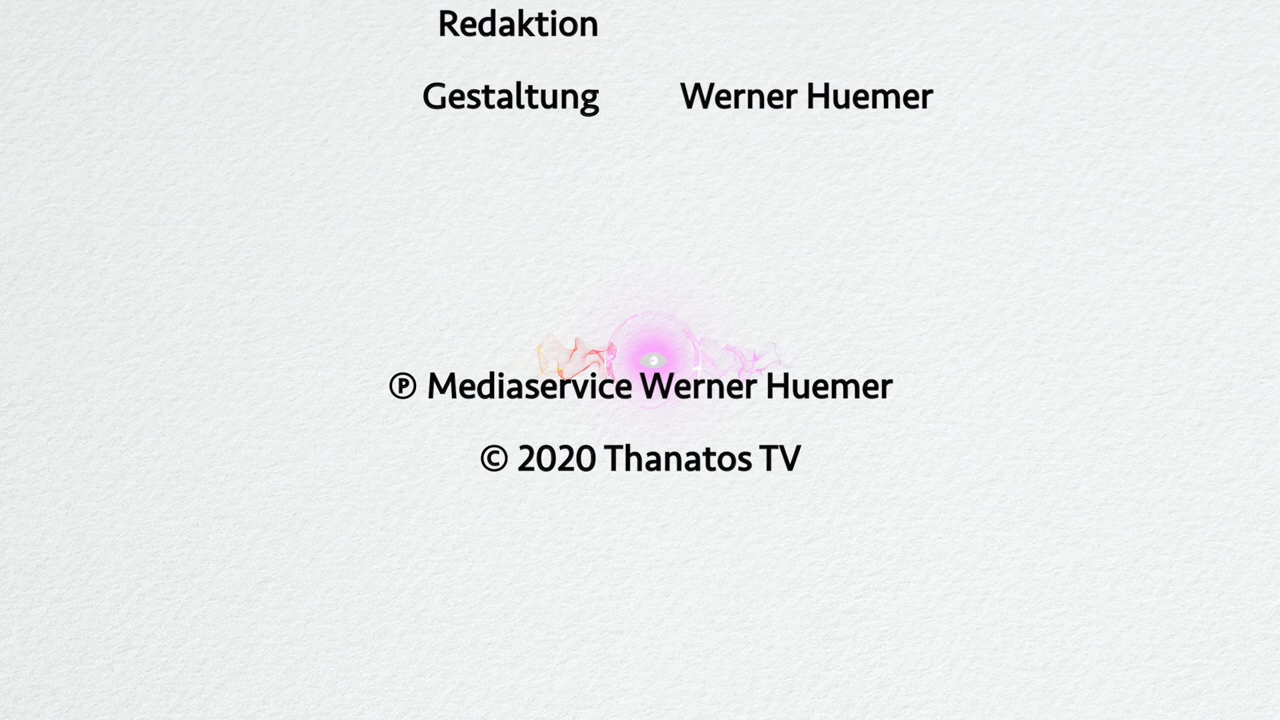 Redaktion
Gestaltung Werner Huemer
℗ Mediaservice Werner Huemer
© 2020 Thanatos TV